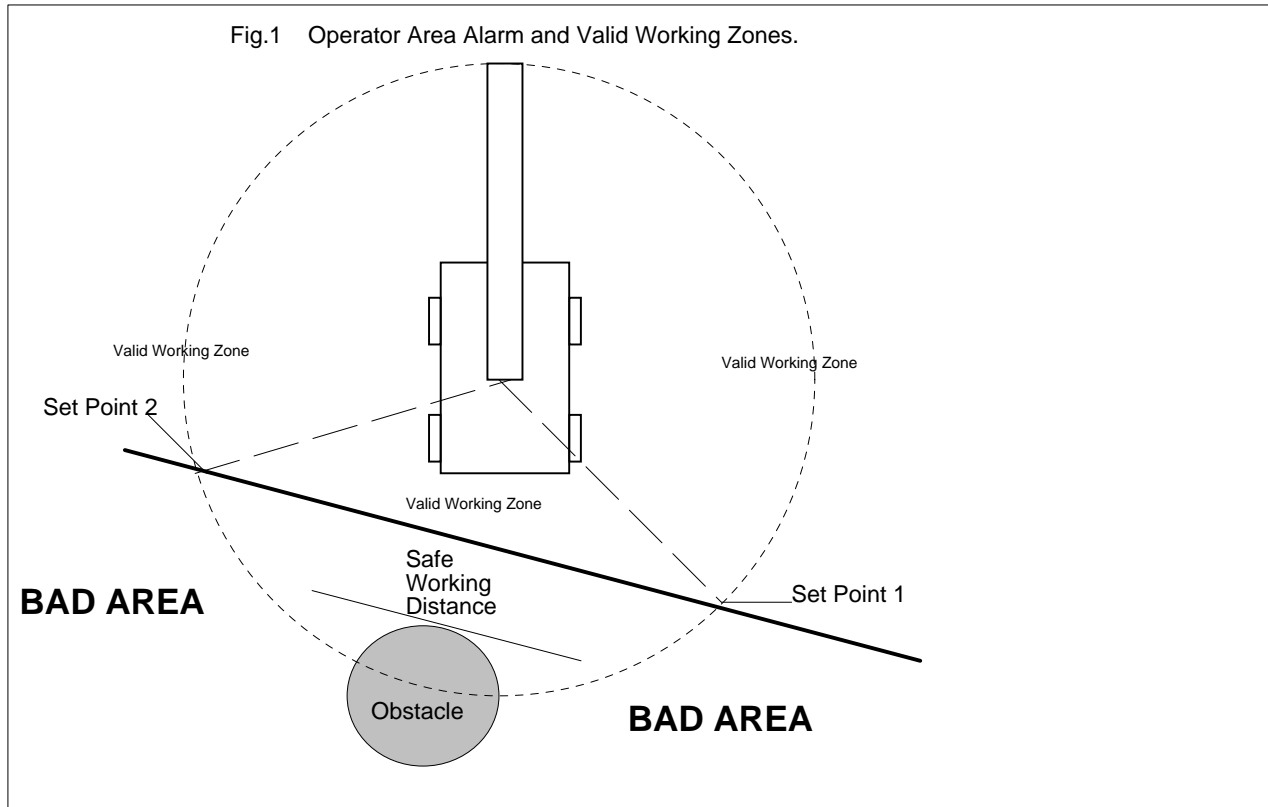 Fig.1 Operator Area Alarm and Valid Working Zones.
Valid Working Zone
Valid Working Zone
Set Point 2
Valid Working Zone
Safe
Working
Distance
BAD AREA
Set Point 1
Obstacle
BAD AREA